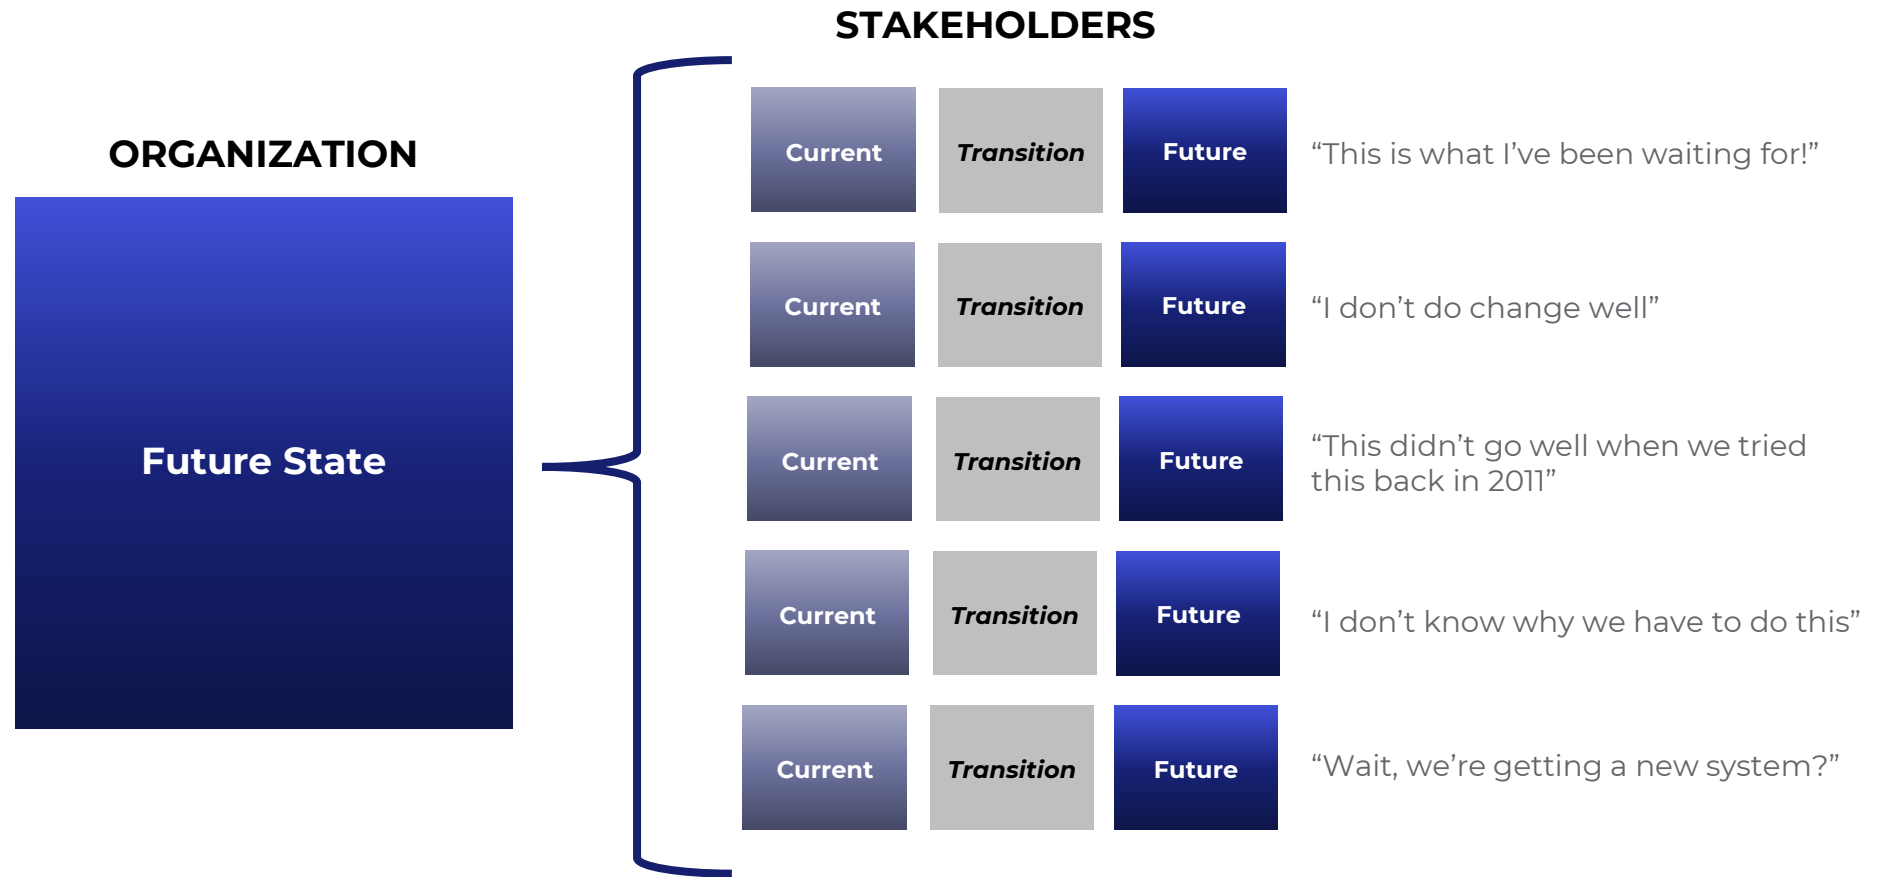 STAKEHOLDERS
ORGANIZATION
Future State
Current Transition Future “This is what I’ve been waiting for!”
Current Transition Future “I don’t do change well”
Current Transition Future “This didn’t go well when we tried
this back in 2011”
Current Transition Future “I don’t know why we have to do this”
Current Transition Future “Wait, we’re getting a new system?”